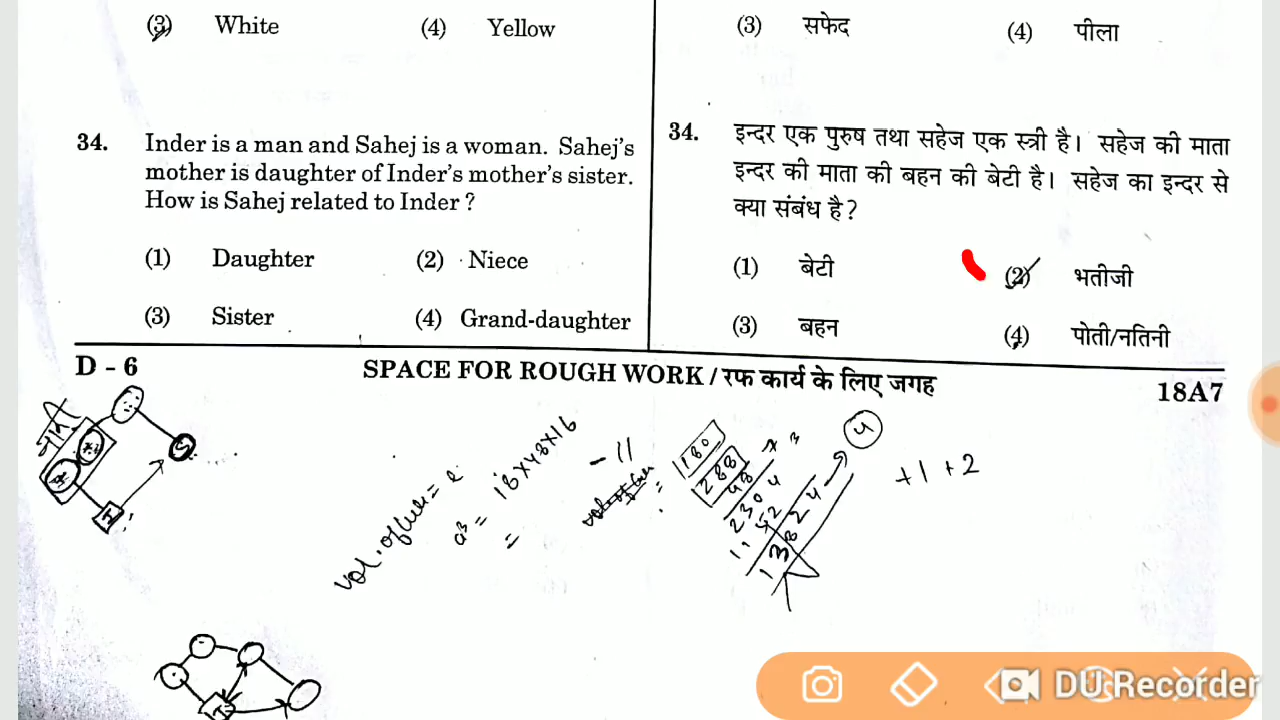 (3) White (4) Yellow
34. Inder is a man and Sahej is a woman. Sahej's
mother is daughter of Inder's mother's sister.
How is Sahej related to Inder ?
(1) Daughter (2) Niece
(3) Sister (4) Grand-daughter
(3) सफेद (4) पीला
34. इन्दर एक पुरुष तथा सहेज एक स्त्री है। सहेज की माता
इन्दर की माता की बहन की बेटी है। सहेज का इन्दर से
क्या संबंध है?
(1) बेटी (2) भतीजी
(3) बहन (4) पोती/नतिनी
D - 6 SPACE FOR ROUGH WORK / रफ कार्य के लिए जगह 18A7
S
I
a³ = 16×48×16
=
- 11
= 180
288
48
2304
13824
4
+1 +2
DU Recorder